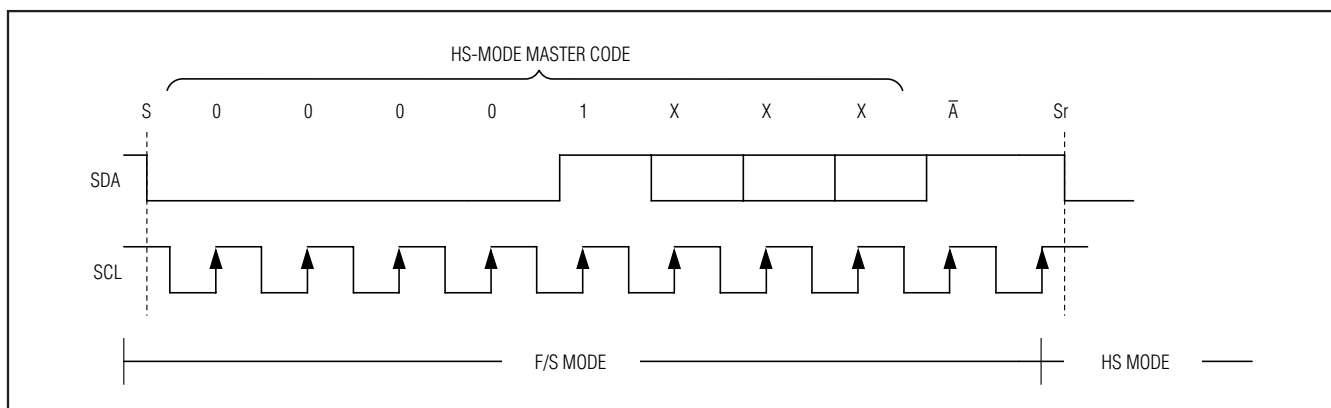 HS-MODE MASTER CODE
S 0 0 0 0 1 X X X A̅ Sr
SDA
SCL
F/S MODE HS MODE